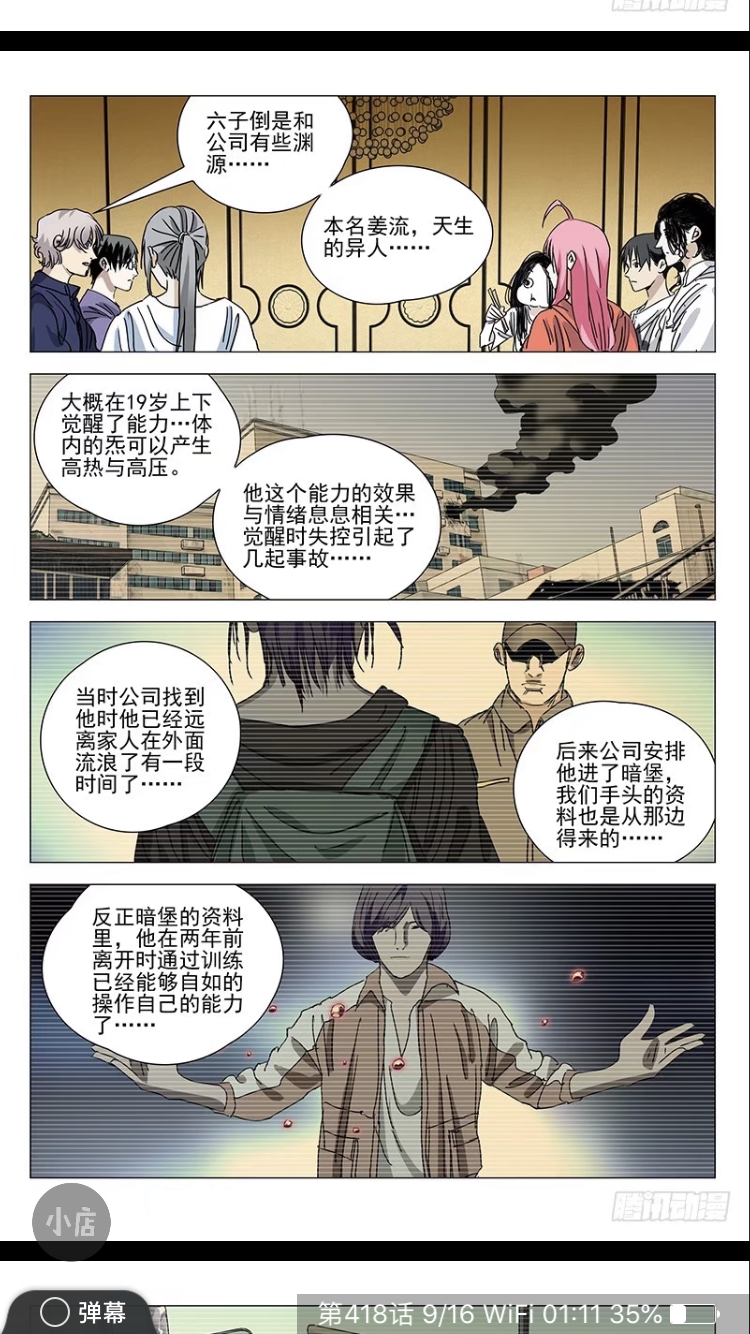 腾讯动漫
六子倒是和
公司有些渊
源……
本名姜流，天生
的异人……
大概在19岁上下
觉醒了能力…体
内的炁可以产生
高热与高压。
他这个能力的效果
与情绪息息相关…
觉醒时失控引起了
几起事故……
当时公司找到
他时他已经远
离家人在外面
流浪了有一段
时间了……
后来公司安排
他进了暗堡，
我们手头的资
料也是从那边
得来的……
反正暗堡的资料
里，他在两年前
离开时通过训练
已经能够自如的
操作自己的能力
了……
腾讯动漫
小店
弹幕
第418话 9/16 WiFi 01:11 35%